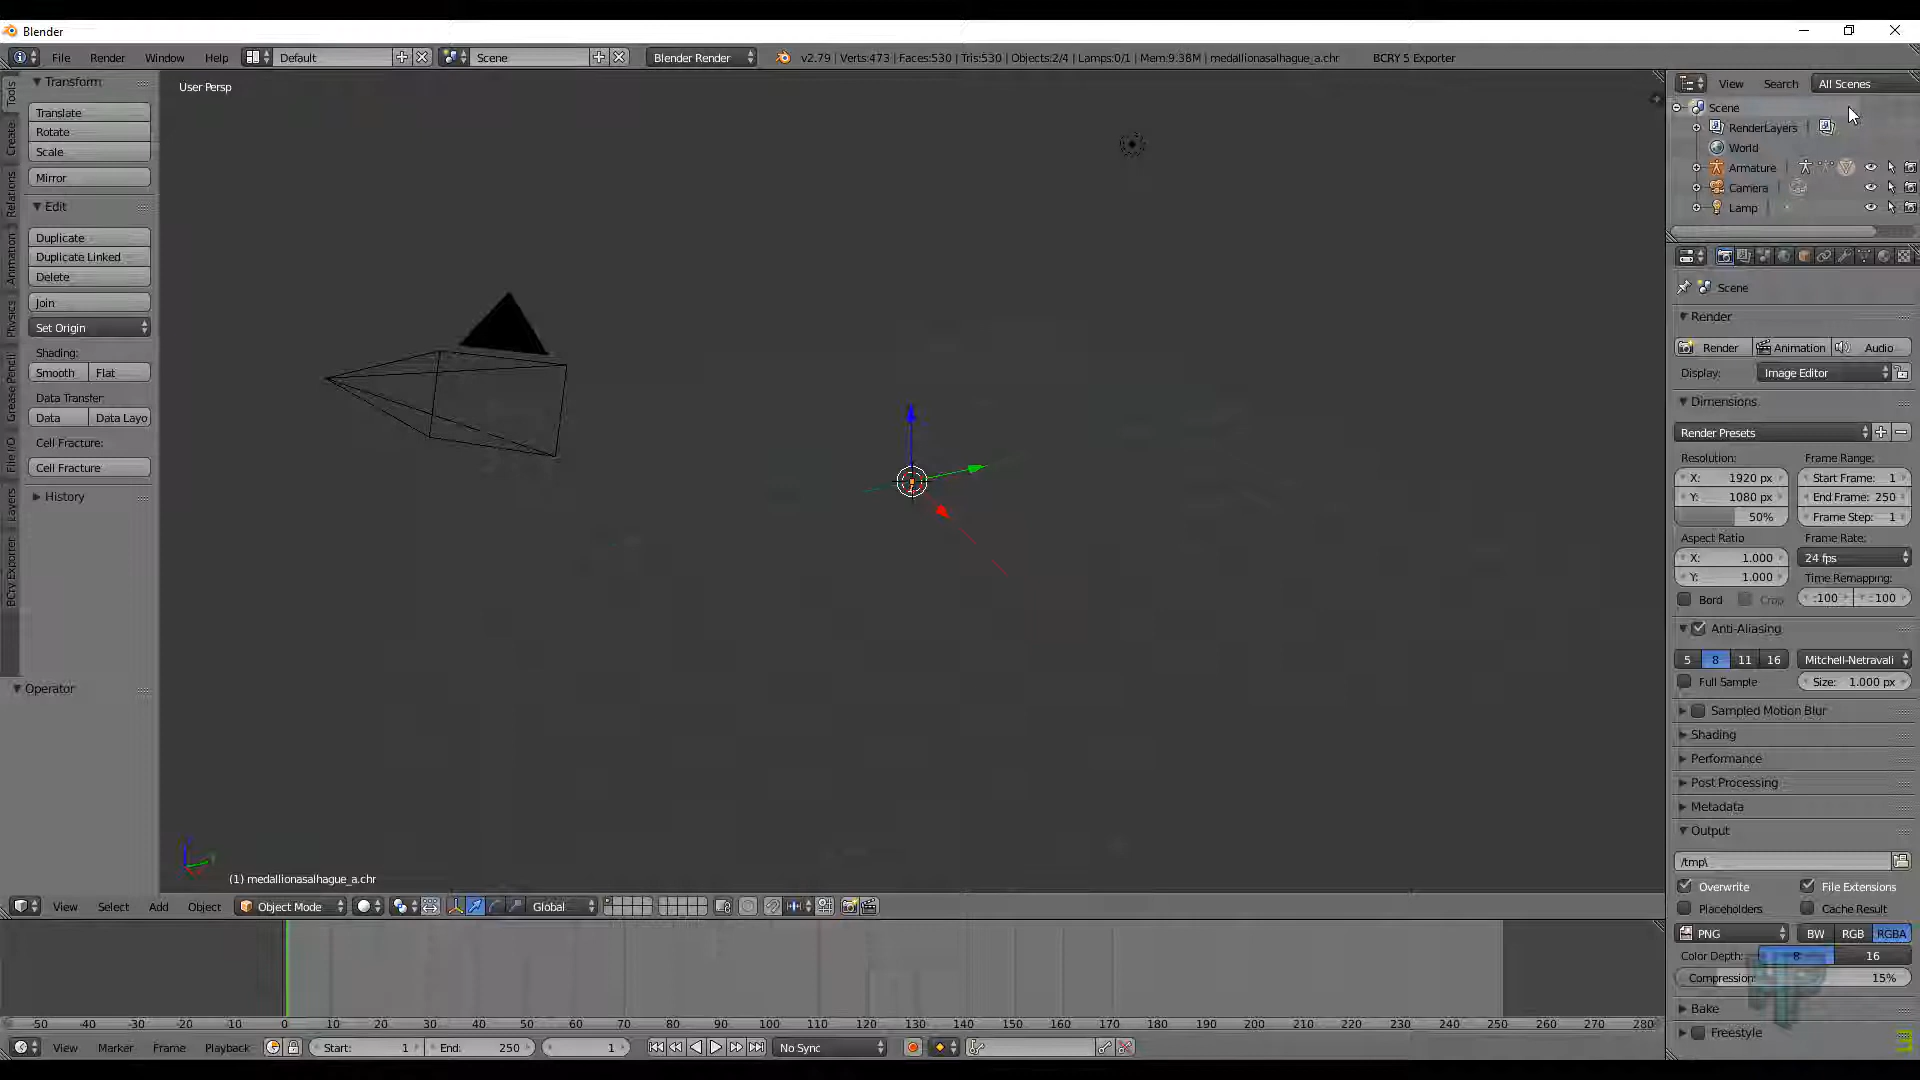 Blender
File Render Window Help Default Scene Blender Render v2.79 | Verts:473 | Faces:530 | Tris:530 | Objects:2/4 | Lamps:0/1 | Mem:9.38M | medallionasalhague_a.chr BCRY 5 Exporter
Transform
Translate
Rotate
Scale
Mirror
Edit
Duplicate
Duplicate Linked
Delete
Join
Set Origin
Shading:
Smooth Flat
Data Transfer:
Data Data Layo
Cell Fracture:
Cell Fracture
History
Operator
Tools
Create
Relations
Animation
Physics
Grease Pencil
File I/O
Layers
BCry Exporter
User Persp
(1) medallionasalhague_a.chr
View Select Add Object Object Mode Global
-50 -40 -30 -20 -10 0 10 20 30 40 50 60 70 80 90 100 110 120 130 140 150 160 170 180 190 200 210 220 230 240 250 260 270 280
View Marker Frame Playback Start: 1 End: 250 1 No Sync
View Search All Scenes
Scene
RenderLayers
World
Armature
Camera
Lamp
Scene
Render
Render Animation Audio
Display: Image Editor
Dimensions
Render Presets
Resolution: Frame Range:
X: 1920 px Start Frame: 1
Y: 1080 px End Frame: 250
50% Frame Step: 1
Aspect Ratio Frame Rate:
X: 1.000 24 fps
Y: 1.000 Time Remapping:
Bord Crop :100 :100
Anti-Aliasing
5 8 11 16 Mitchell-Netravali
Full Sample Size: 1.000 px
Sampled Motion Blur
Shading
Performance
Post Processing
Metadata
Output
/tmp\
Overwrite File Extensions
Placeholders Cache Result
PNG BW RGB RGBA
Color Depth: 8 16
Compression: 15%
Bake
Freestyle